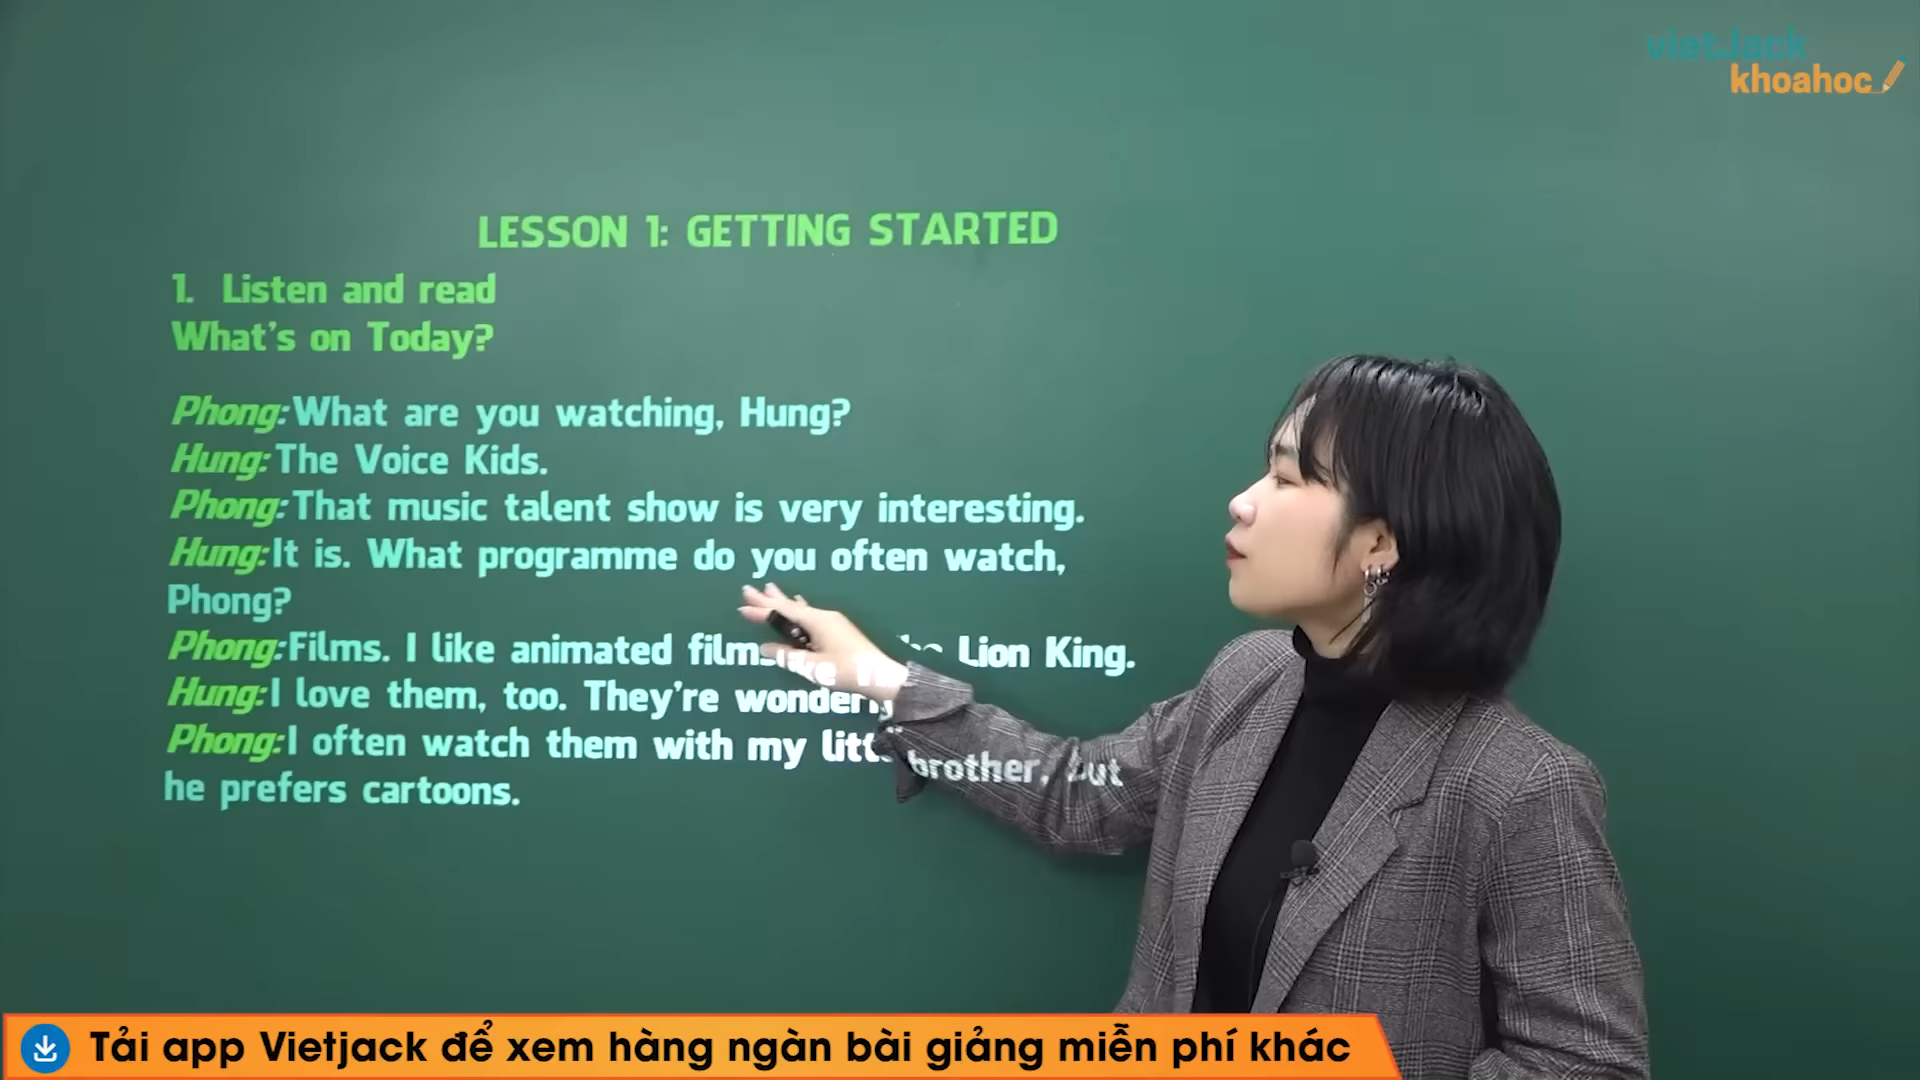 vietJack
khoahoc
LESSON 1: GETTING STARTED
1. Listen and read
What's on Today?
Phong: What are you watching, Hung?
Hung: The Voice Kids.
Phong: That music talent show is very interesting.
Hung: It is. What programme do you often watch,
Phong?
Phong: Films. I like animated films Lion King.
Hung: I love them, too. They're
Phong: I often watch them with my brother, but
he prefers cartoons.
Tải app Vietjack để xem hàng ngàn bài giảng miễn phí khác